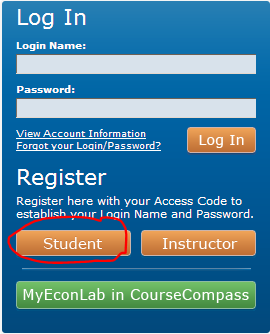 Log In
Login Name:
Password:
View Account Information
Forgot your Login/Password?
Log In
Register
Register here with your Access Code to
establish your Login Name and Password.
Student
Instructor
MyEconLab in CourseCompass